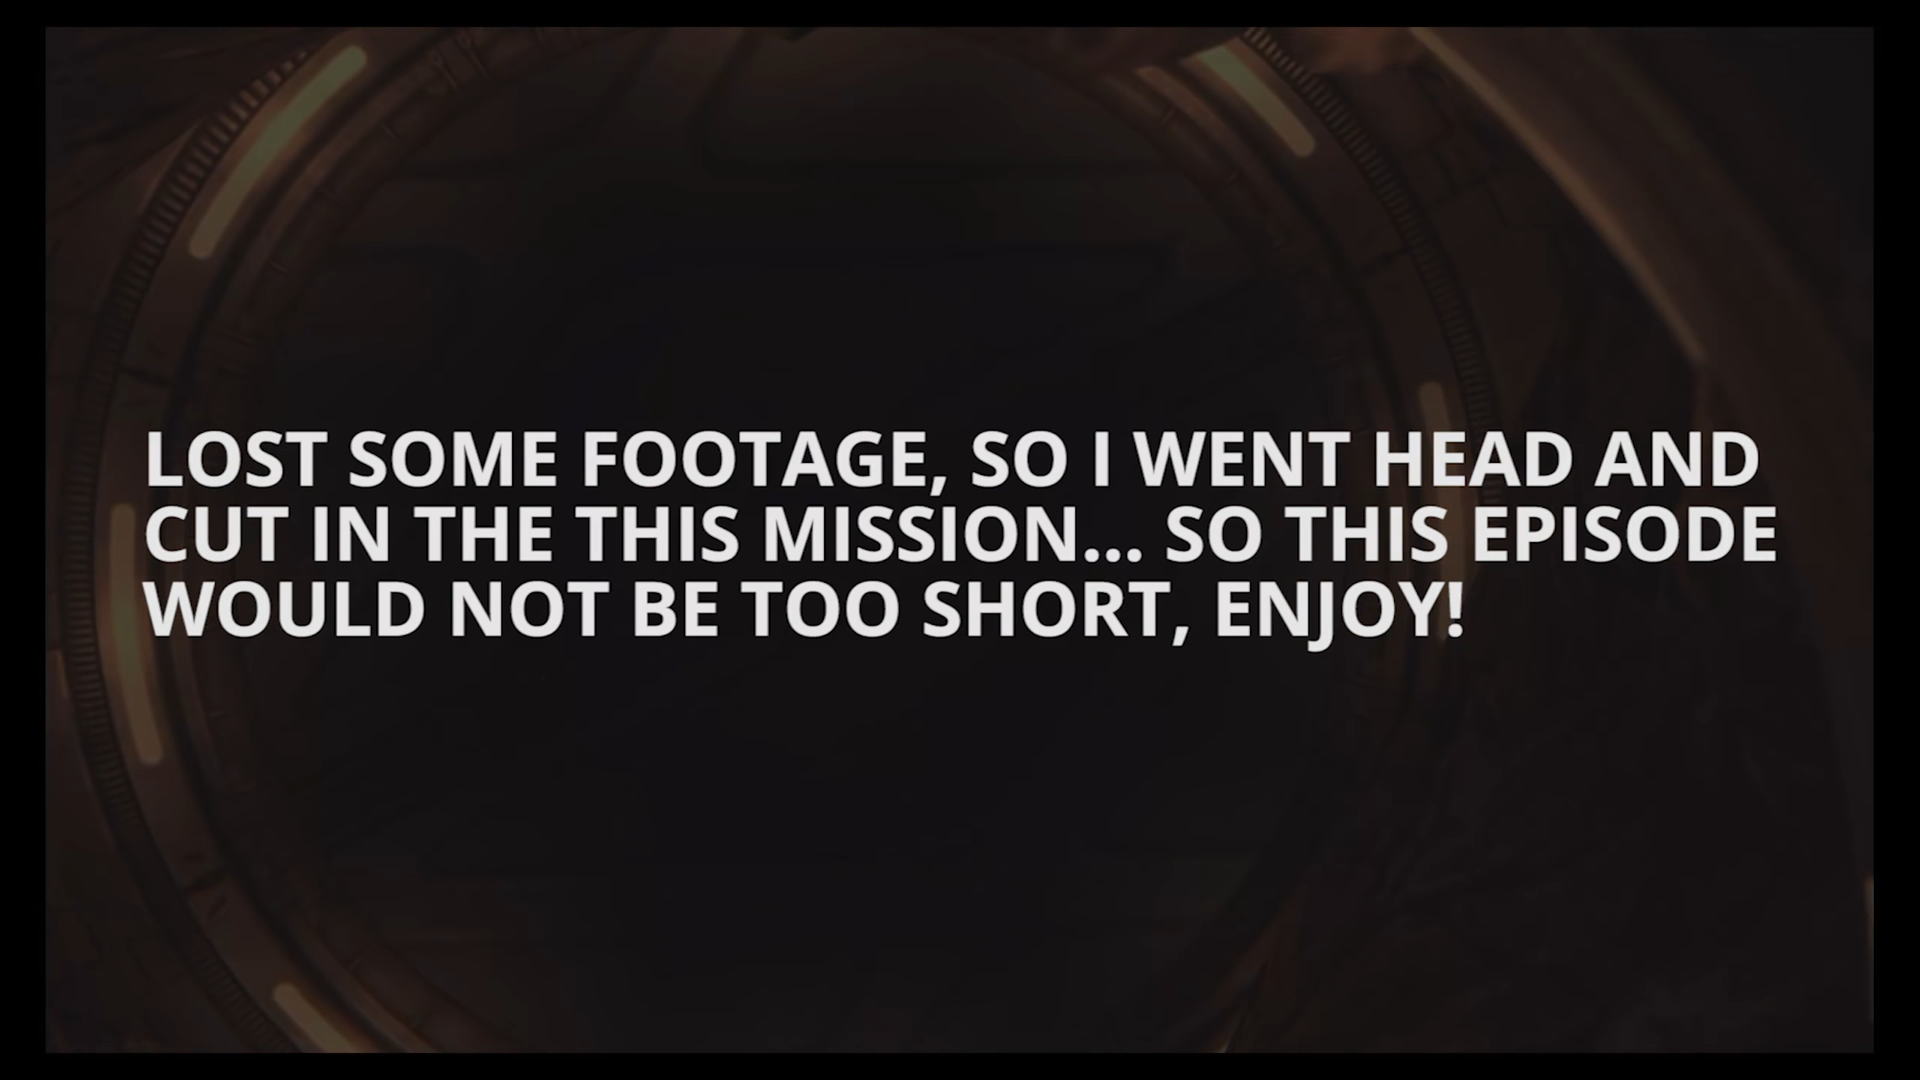 LOST SOME FOOTAGE, SO I WENT HEAD AND
CUT IN THE THIS MISSION... SO THIS EPISODE
WOULD NOT BE TOO SHORT, ENJOY!